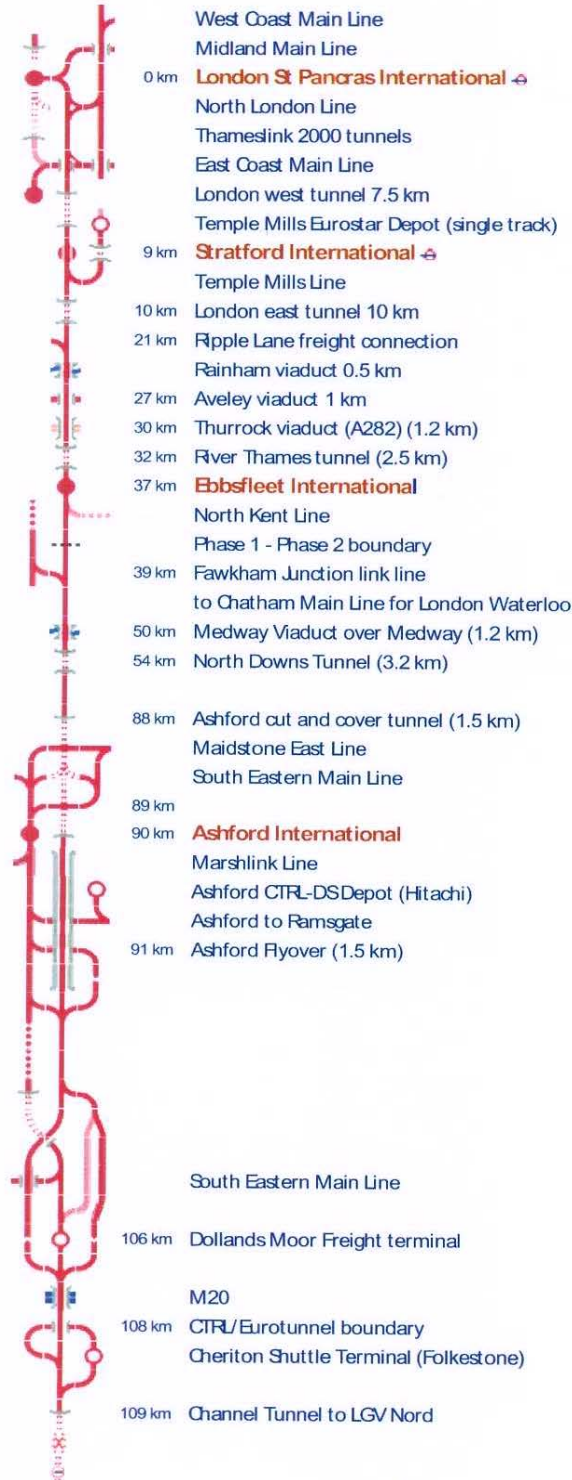 West Coast Main Line
Midland Main Line
0 km London St Pancras International
North London Line
Thameslink 2000 tunnels
East Coast Main Line
London west tunnel 7.5 km
Temple Mills Eurostar Depot (single track)
9 km Stratford International
Temple Mills Line
10 km London east tunnel 10 km
21 km Ripple Lane freight connection
Rainham viaduct 0.5 km
27 km Aveley viaduct 1 km
30 km Thurrock viaduct (A282) (1.2 km)
32 km River Thames tunnel (2.5 km)
37 km Ebbsfleet International
North Kent Line
Phase 1 - Phase 2 boundary
39 km Fawkham Junction link line
to Chatham Main Line for London Waterloo
50 km Medway Viaduct over Medway (1.2 km)
54 km North Downs Tunnel (3.2 km)
88 km Ashford cut and cover tunnel (1.5 km)
Maidstone East Line
South Eastern Main Line
89 km
90 km Ashford International
Marshlink Line
Ashford CTRL-DS Depot (Hitachi)
Ashford to Ramsgate
91 km Ashford Flyover (1.5 km)
South Eastern Main Line
106 km Dollands Moor Freight terminal
M20
108 km CTRL/Eurotunnel boundary
Cheriton Shuttle Terminal (Folkestone)
109 km Channel Tunnel to LGV Nord